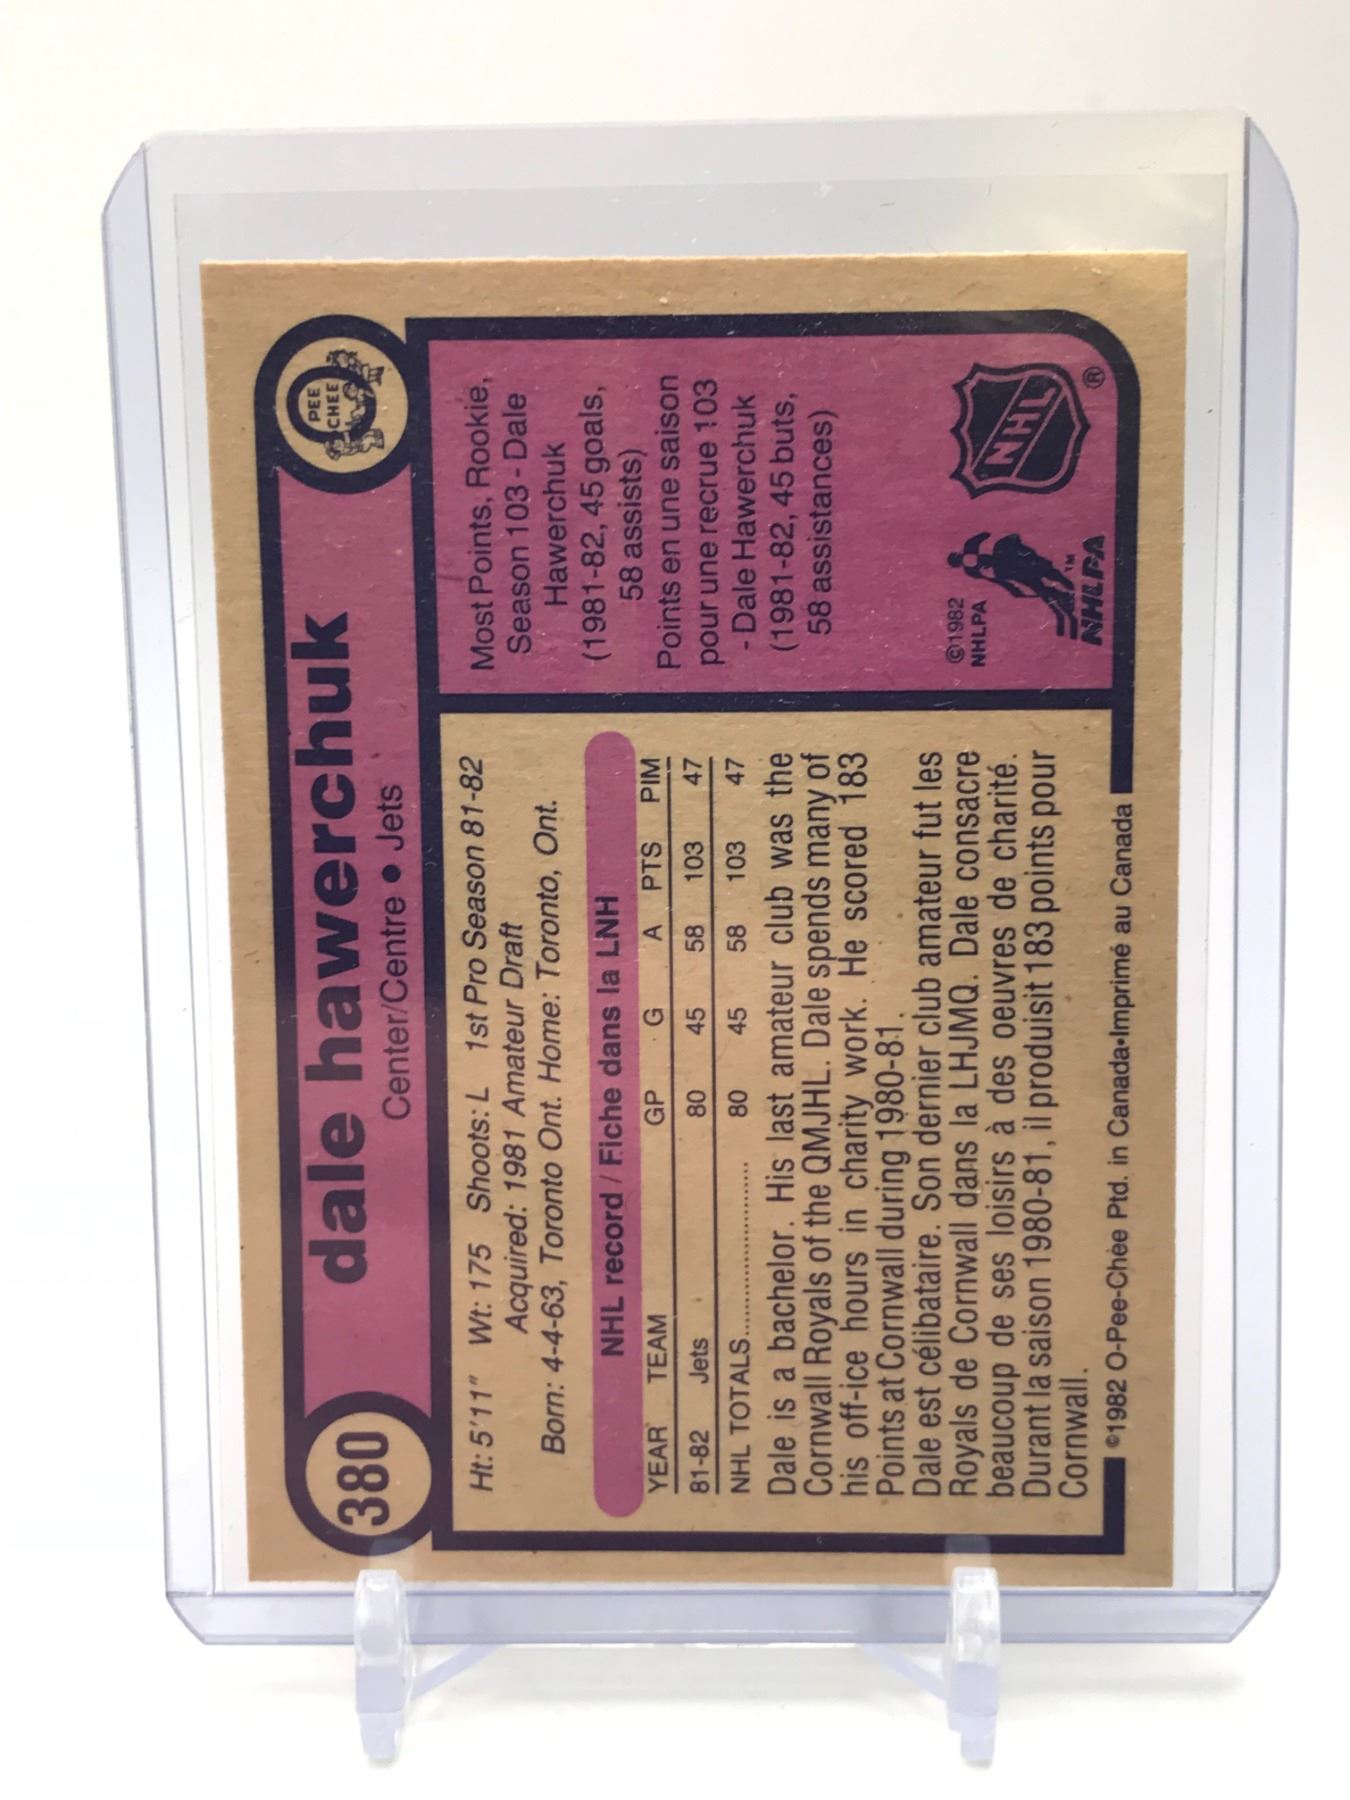 380
dale hawerchuk
Center/Centre • Jets
PEE
CHEE
Ht: 5'11" Wt: 175 Shoots: L 1st Pro Season 81-82
Acquired: 1981 Amateur Draft
Born: 4-4-63, Toronto Ont. Home: Toronto, Ont.
NHL record / Fiche dans la LNH
YEAR TEAM GP G A PTS PIM
81-82 Jets 80 45 58 103 47
NHL TOTALS.................... 80 45 58 103 47
Dale is a bachelor. His last amateur club was the
Cornwall Royals of the QMJHL. Dale spends many of
his off-ice hours in charity work. He scored 183
Points at Cornwall during 1980-81.
Dale est célibataire. Son dernier club amateur fut les
Royals de Cornwall dans la LHJMQ. Dale consacre
beaucoup de ses loisirs à des oeuvres de charité.
Durant la saison 1980-81, il produisit 183 points pour
Cornwall.
©1982 O-Pee-Chee Ptd. in Canada•Imprimé au Canada
Most Points, Rookie,
Season 103 - Dale
Hawerchuk
(1981-82, 45 goals,
58 assists)
Points en une saison
pour une recrue 103
- Dale Hawerchuk
(1981-82, 45 buts,
58 assistances)
©1982
NHLPA
NHLPA™
NHL®